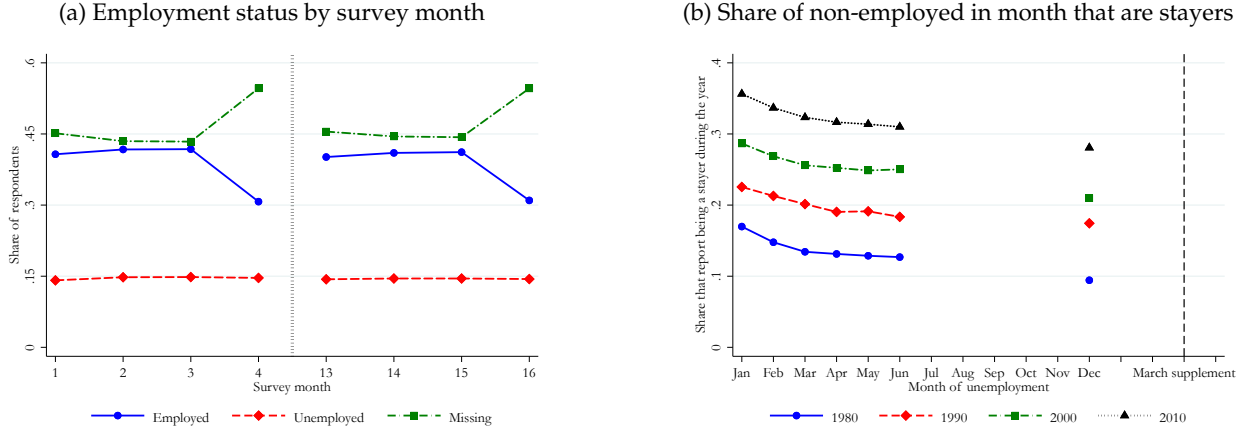 (a) Employment status by survey month
Share of respondents
.6
.45
.3
.15
0
1 2 3 4 13 14 15 16
Survey month
Employed Unemployed Missing
(b) Share of non-employed in month that are stayers
Share that report being a stayer during the year
.4
.3
.2
.1
0
Jan Feb Mar Apr May Jun Jul Aug Sep Oct Nov Dec March supplement
Month of unemployment
1980 1990 2000 2010